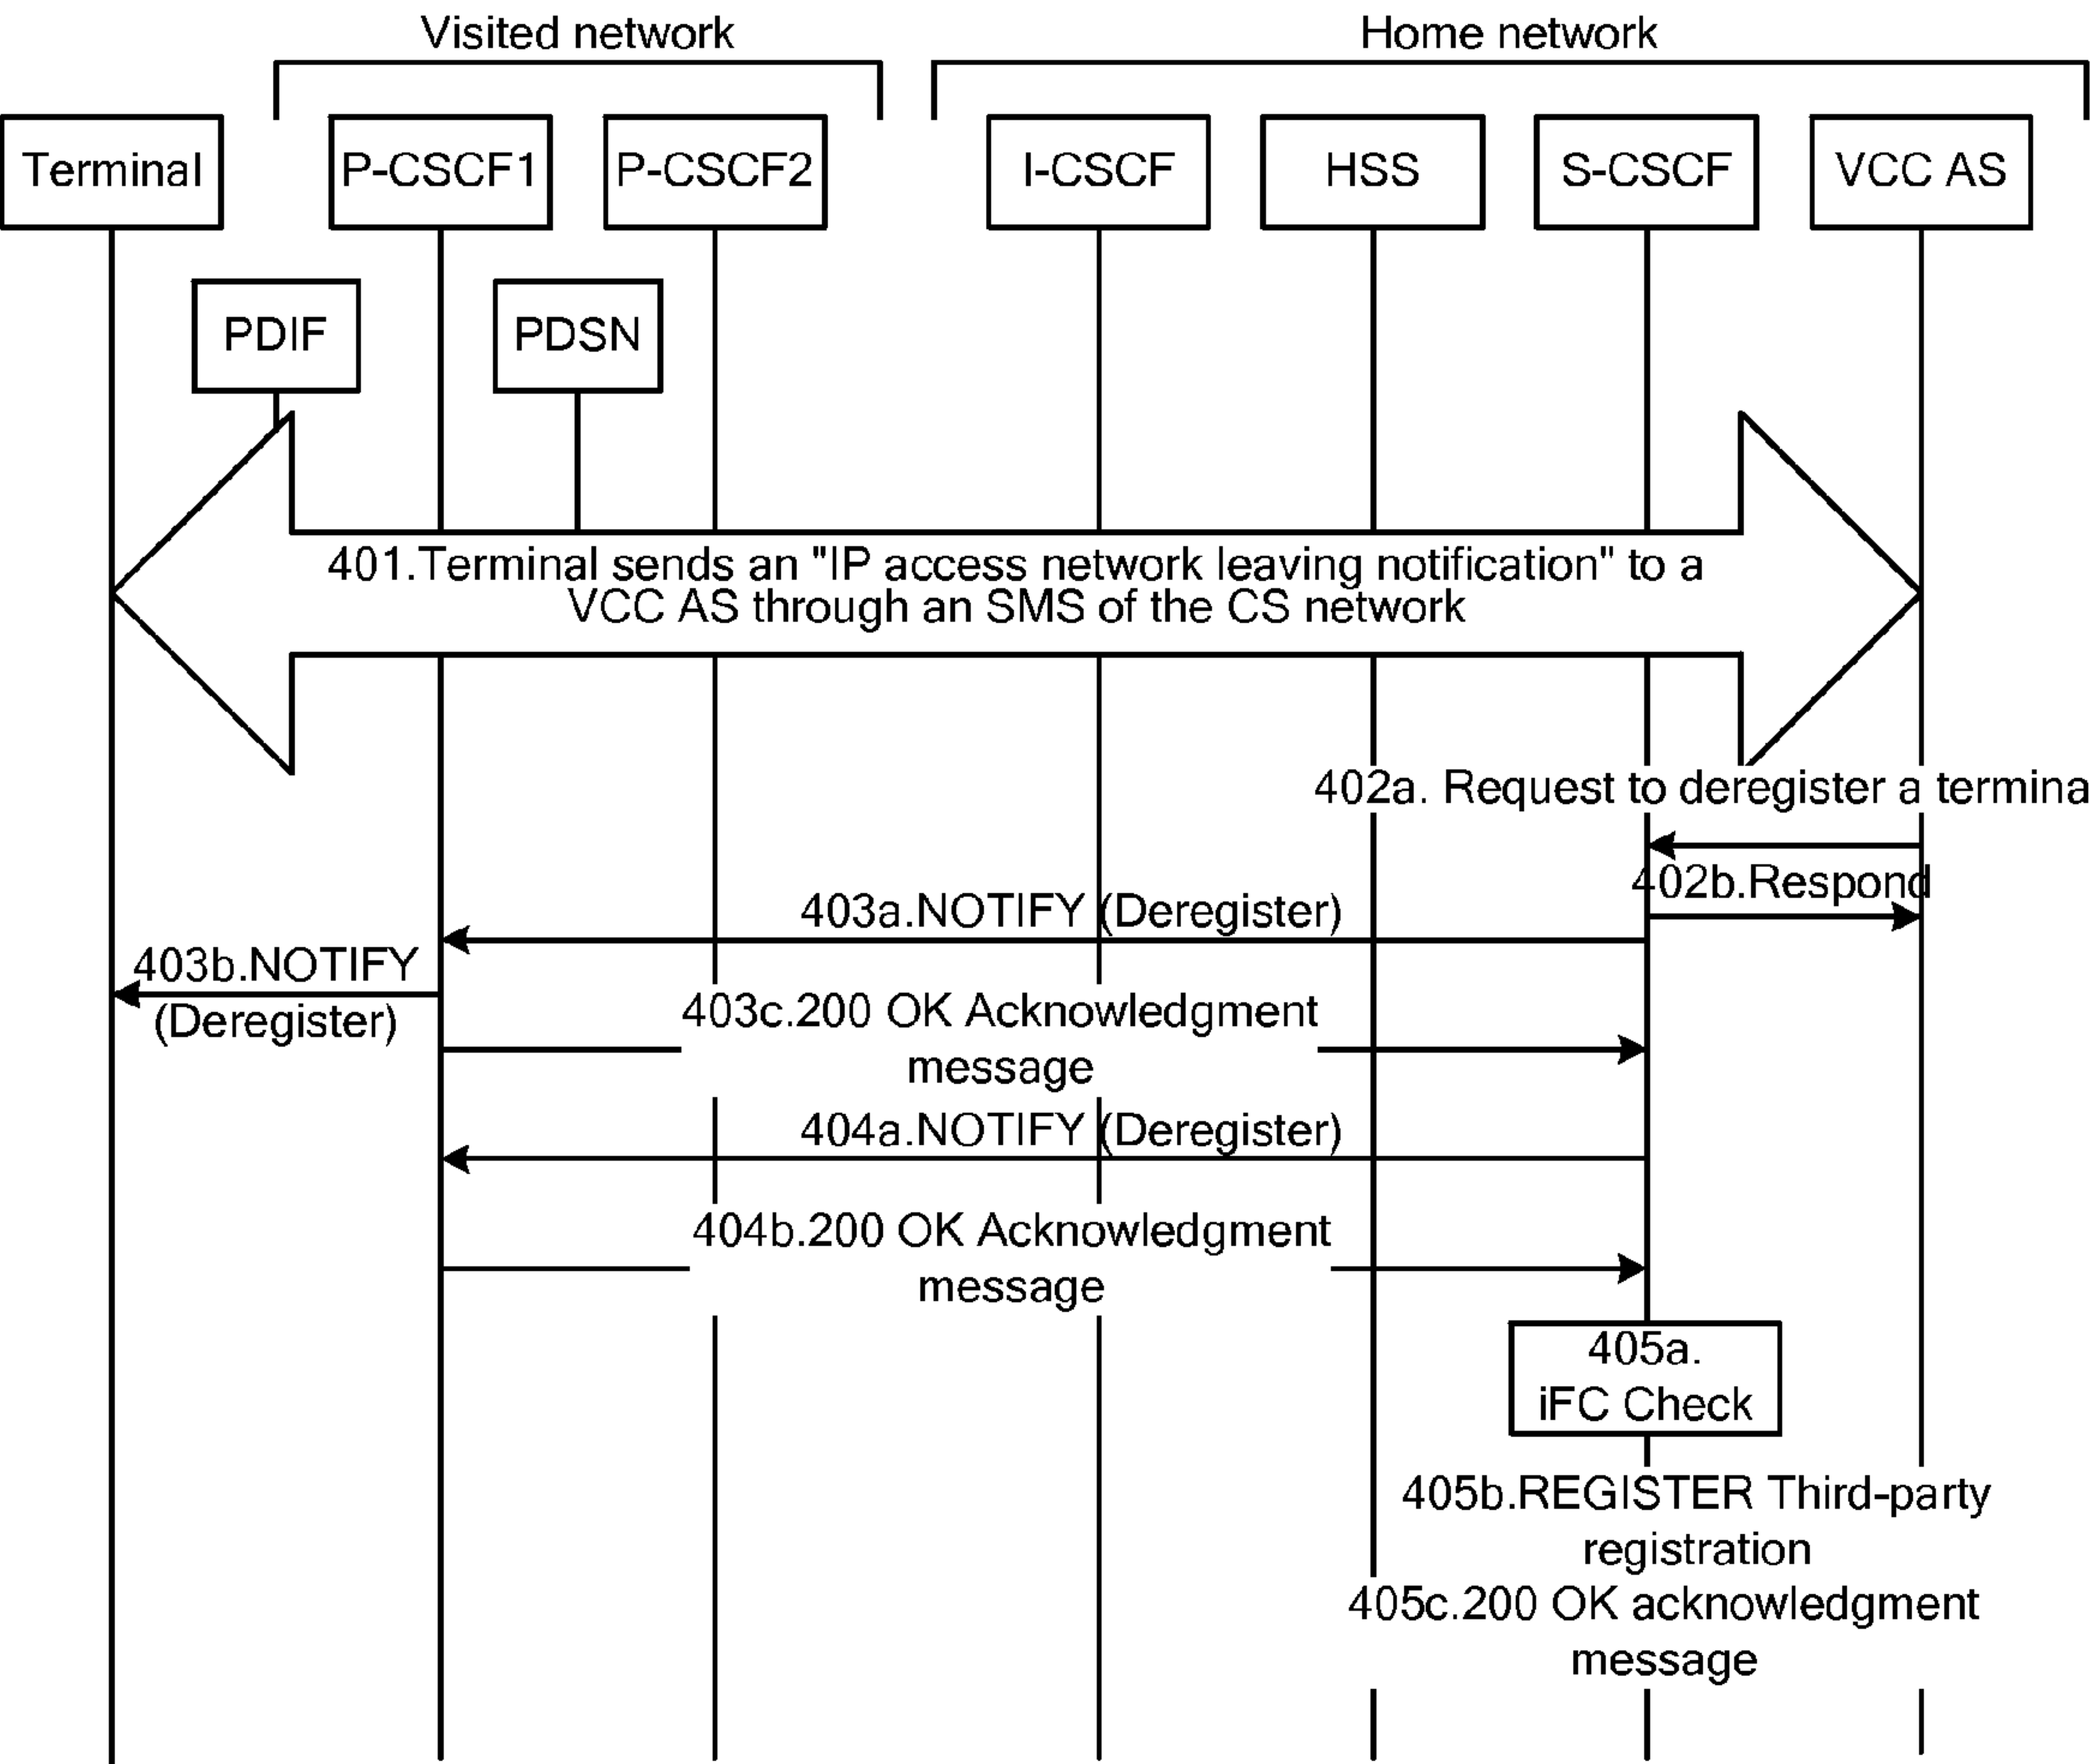 Visited network
Home network
Terminal
P-CSCF1
P-CSCF2
I-CSCF
HSS
S-CSCF
VCC AS
PDIF
PDSN
401.Terminal sends an "IP access network leaving notification" to a
VCC AS through an SMS of the CS network
402a. Request to deregister a termina
402b.Respond
403a.NOTIFY (Deregister)
403b.NOTIFY
(Deregister)
403c.200 OK Acknowledgment
message
404a.NOTIFY (Deregister)
404b.200 OK Acknowledgment
message
405a.
iFC Check
405b.REGISTER Third-party
registration
405c.200 OK acknowledgment
message